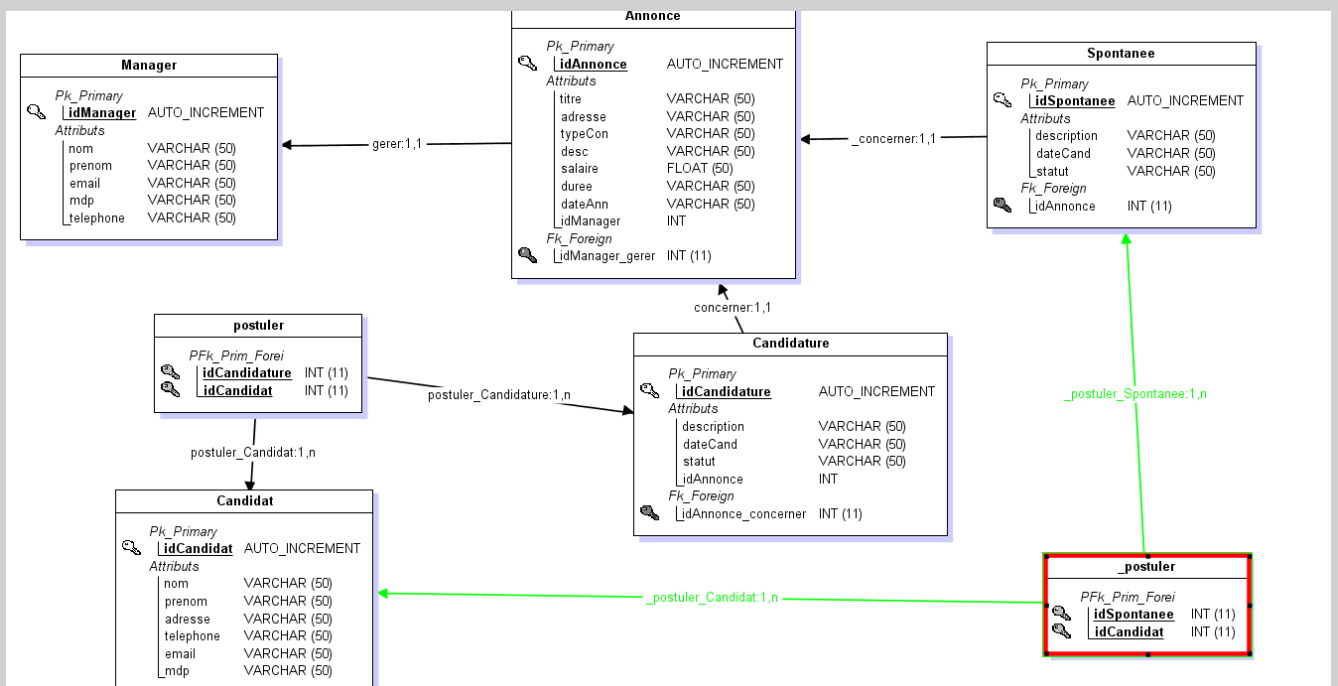 Annonce
Pk_Primary
idAnnonce AUTO_INCREMENT
Attributs
titre VARCHAR (50)
adresse VARCHAR (50)
typeCon VARCHAR (50)
desc VARCHAR (50)
salaire FLOAT (50)
duree VARCHAR (50)
dateAnn VARCHAR (50)
idManager INT
Fk_Foreign
idManager_gerer INT (11)
Manager
Pk_Primary
idManager AUTO_INCREMENT
Attributs
nom VARCHAR (50)
prenom VARCHAR (50)
email VARCHAR (50)
mdp VARCHAR (50)
telephone VARCHAR (50)
gerer:1,1
Spontanee
Pk_Primary
idSpontanee AUTO_INCREMENT
Attributs
description VARCHAR (50)
dateCand VARCHAR (50)
statut VARCHAR (50)
Fk_Foreign
idAnnonce INT (11)
_concerner:1,1
concerner:1,1
postuler
PFk_Prim_Forei
idCandidature INT (11)
idCandidat INT (11)
postuler_Candidature:1,n
postuler_Candidat:1,n
Candidature
Pk_Primary
idCandidature AUTO_INCREMENT
Attributs
description VARCHAR (50)
dateCand VARCHAR (50)
statut VARCHAR (50)
idAnnonce INT
Fk_Foreign
idAnnonce_concerner INT (11)
_postuler_Spontanee:1,n
Candidat
Pk_Primary
idCandidat AUTO_INCREMENT
Attributs
nom VARCHAR (50)
prenom VARCHAR (50)
adresse VARCHAR (50)
telephone VARCHAR (50)
email VARCHAR (50)
mdp VARCHAR (50)
_postuler_Candidat:1,n
_postuler
PFk_Prim_Forei
idSpontanee INT (11)
idCandidat INT (11)